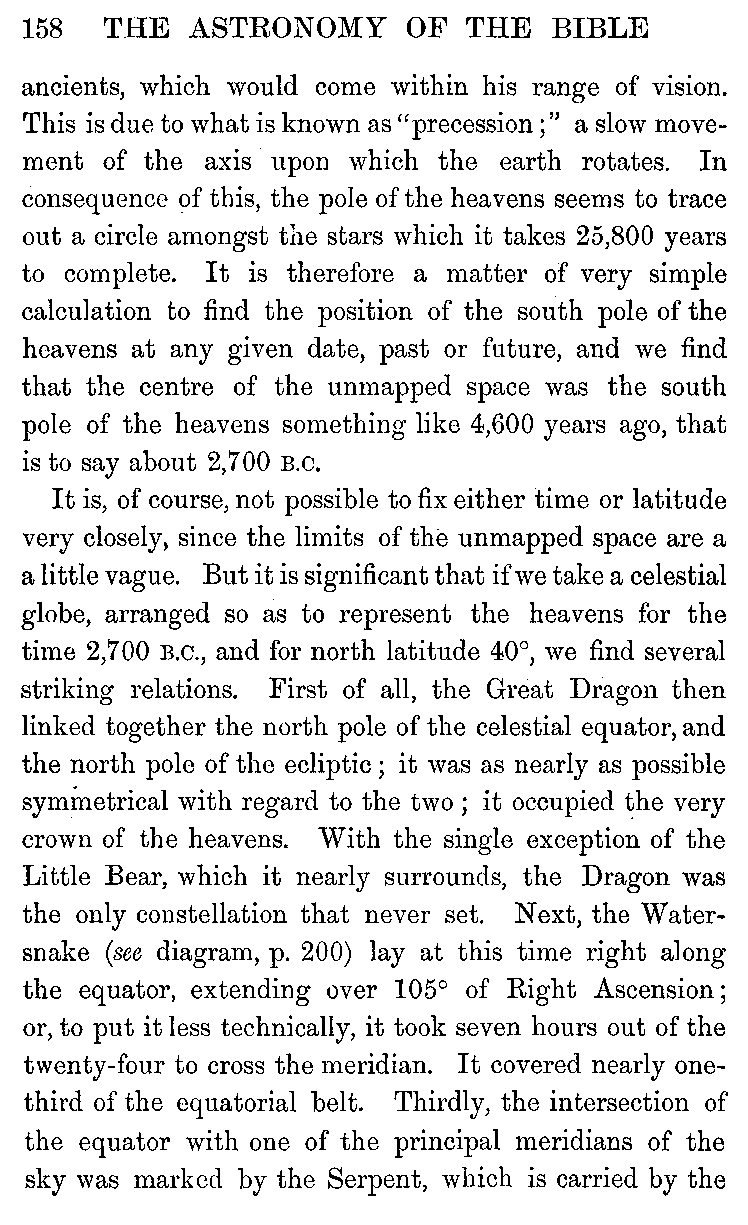 158 THE ASTRONOMY OF THE BIBLE
ancients, which would come within his range of vision.
This is due to what is known as "precession;" a slow move-
ment of the axis upon which the earth rotates. In
consequence of this, the pole of the heavens seems to trace
out a circle amongst the stars which it takes 25,800 years
to complete. It is therefore a matter of very simple
calculation to find the position of the south pole of the
heavens at any given date, past or future, and we find
that the centre of the unmapped space was the south
pole of the heavens something like 4,600 years ago, that
is to say about 2,700 B.C.
It is, of course, not possible to fix either time or latitude
very closely, since the limits of the unmapped space are a
a little vague. But it is significant that if we take a celestial
globe, arranged so as to represent the heavens for the
time 2,700 B.C., and for north latitude 40°, we find several
striking relations. First of all, the Great Dragon then
linked together the north pole of the celestial equator, and
the north pole of the ecliptic; it was as nearly as possible
symmetrical with regard to the two; it occupied the very
crown of the heavens. With the single exception of the
Little Bear, which it nearly surrounds, the Dragon was
the only constellation that never set. Next, the Water-
snake (see diagram, p. 200) lay at this time right along
the equator, extending over 105° of Right Ascension;
or, to put it less technically, it took seven hours out of the
twenty-four to cross the meridian. It covered nearly one-
third of the equatorial belt. Thirdly, the intersection of
the equator with one of the principal meridians of the
sky was marked by the Serpent, which is carried by the